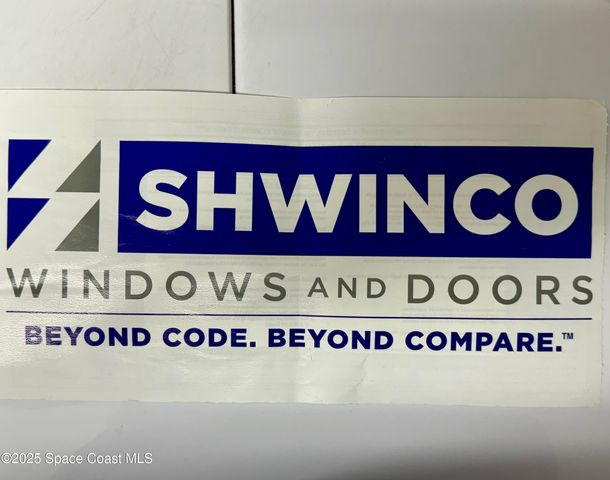 SHWINCO
WINDOWS AND DOORS
BEYOND CODE. BEYOND COMPARE.™
©2025 Space Coast MLS